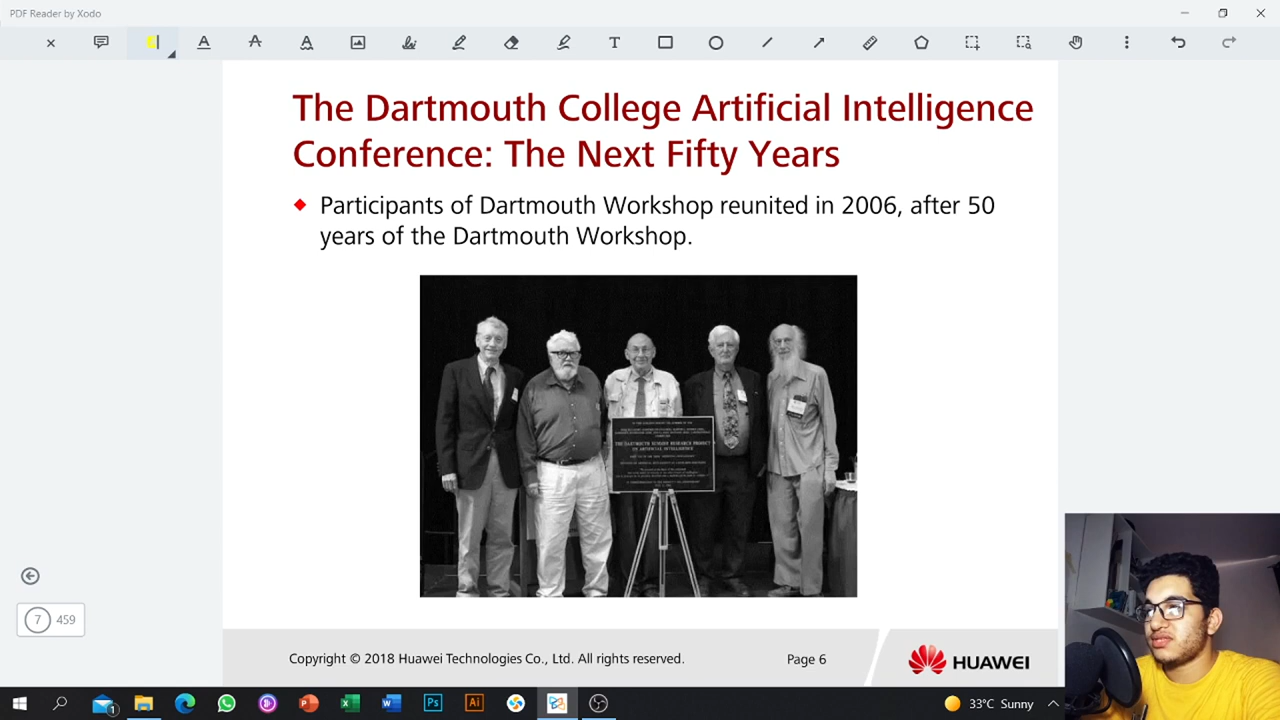 PDF Reader by Xodo
The Dartmouth College Artificial Intelligence
Conference: The Next Fifty Years
Participants of Dartmouth Workshop reunited in 2006, after 50
years of the Dartmouth Workshop.
THE DARTMOUTH SUMMER RESEARCH PROJECT
ON ARTIFICIAL INTELLIGENCE
7 459
Copyright © 2018 Huawei Technologies Co., Ltd. All rights reserved.
Page 6
HUAWEI
33°C Sunny